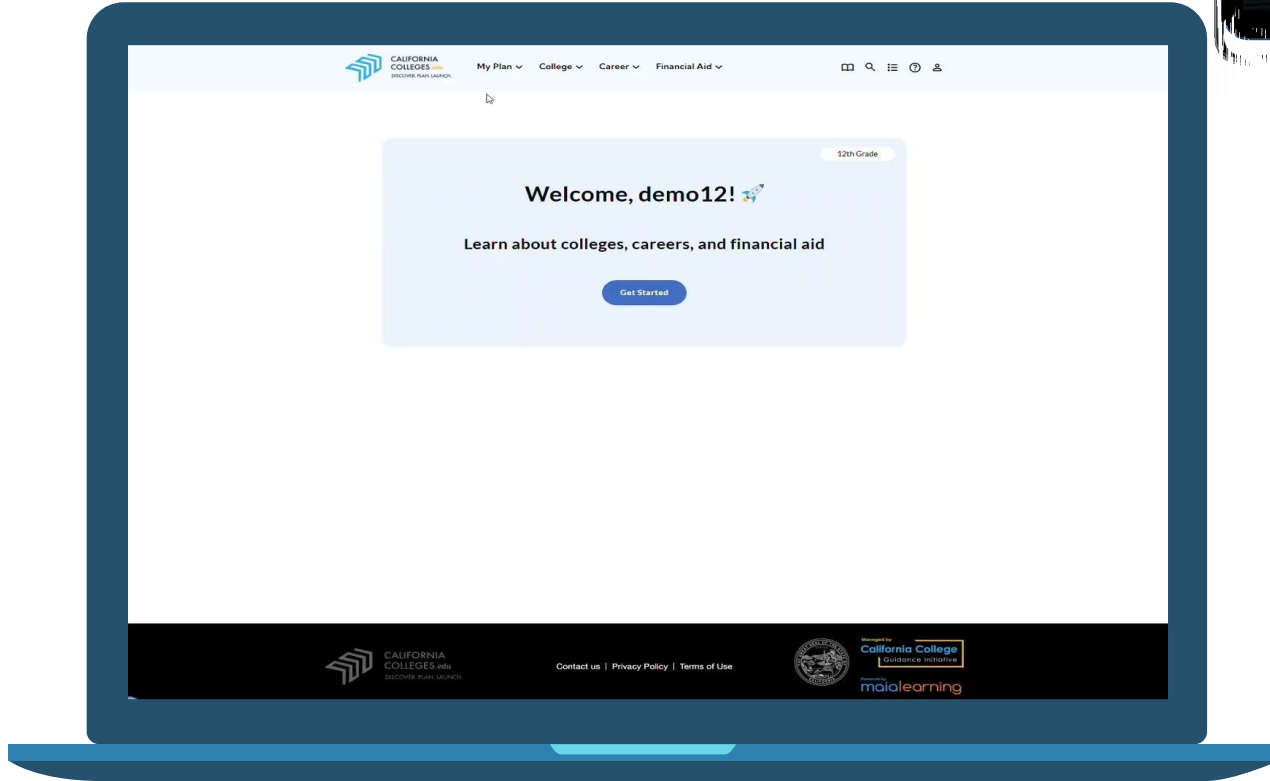 CALIFORNIA
COLLEGES.edu
DISCOVER. PLAN. LAUNCH.
My Plan
College
Career
Financial Aid
12th Grade
Welcome, demo12! 🚀
Learn about colleges, careers, and financial aid
Get Started
CALIFORNIA
COLLEGES.edu
DISCOVER. PLAN. LAUNCH.
Contact us | Privacy Policy | Terms of Use
Managed by
California College
Guidance Initiative
Powered by
maialearning